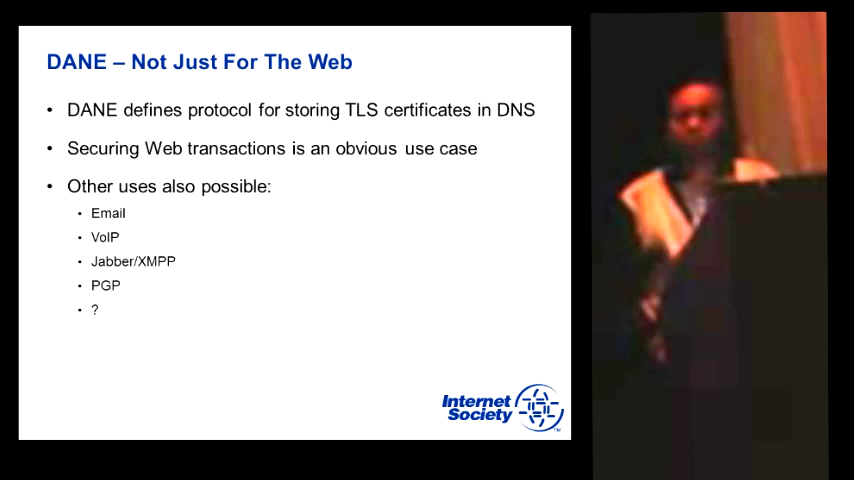 DANE – Not Just For The Web
• DANE defines protocol for storing TLS certificates in DNS
• Securing Web transactions is an obvious use case
• Other uses also possible:
• Email
• VoIP
• Jabber/XMPP
• PGP
• ?
Internet
Society
TM